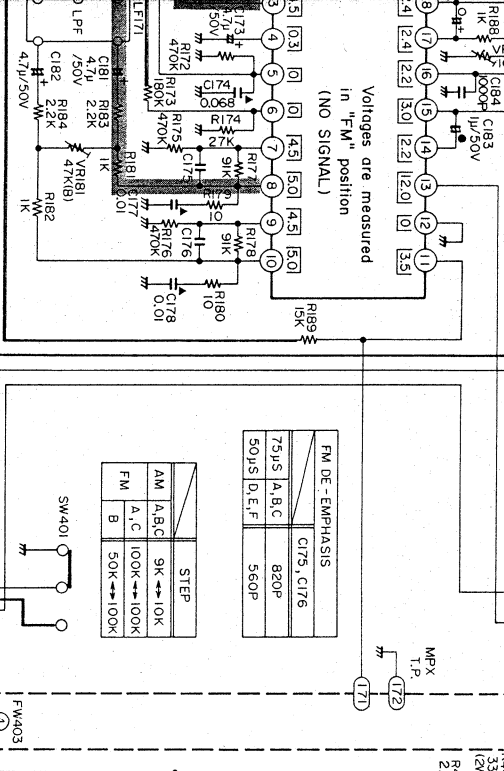 LPF
LF171
C182
4.7μ/50V
C181
4.7μ
/50V
R184
2.2K
R183
2.2K
VR181
47K(B)
R181
1K
R182
1K
C173
4.7μ
50V
R172
470K
C174
0.068
R173
R174
27K
R175
470K
C175
R177
91K
C177
0.01
R179
10
R176
470K
C176
R178
91K
C178
0.01
R180
10
3
4
5
6
7
8
9
10
0.3
0
0
4.5
5.0
4.5
5.0
Voltages are measured
in "FM" position
(NO SIGNAL)
18
17
16
15
14
13
12
11
2.4
2.2
3.0
2.2
12.0
0
3.5
R188
1K
C184
1000P
C183
1μ/50V
R189
15K
FM DE-EMPHASIS
C175, C176
75μS A,B,C 820P
50μS D,E,F 560P
STEP
AM A,B,C 9K ↔ 10K
FM A,C 100K ↔ 100K
B 50K ↔ 100K
SW401
MPX
T.P.
171
172
FW403
1